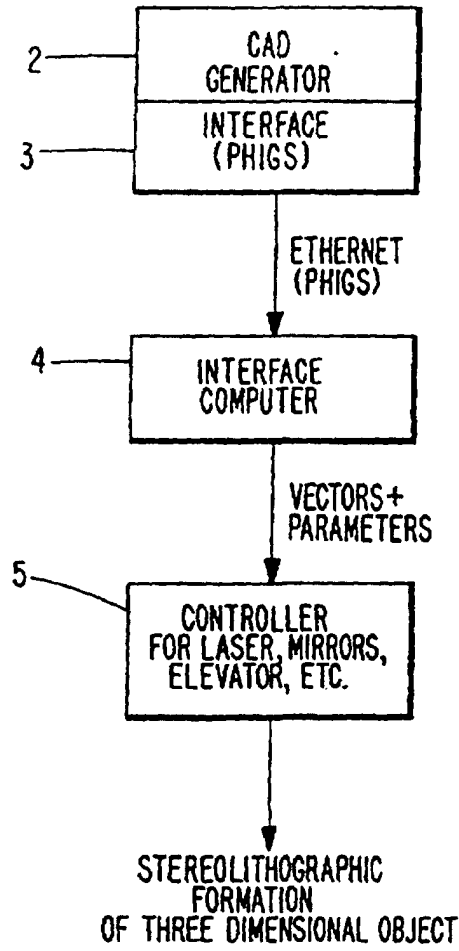 2
CAD
GENERATOR
3
INTERFACE
(PHIGS)
ETHERNET
(PHIGS)
4
INTERFACE
COMPUTER
VECTORS+
PARAMETERS
5
CONTROLLER
FOR LASER, MIRRORS,
ELEVATOR, ETC.
STEREOLITHOGRAPHIC
FORMATION
OF THREE DIMENSIONAL OBJECT